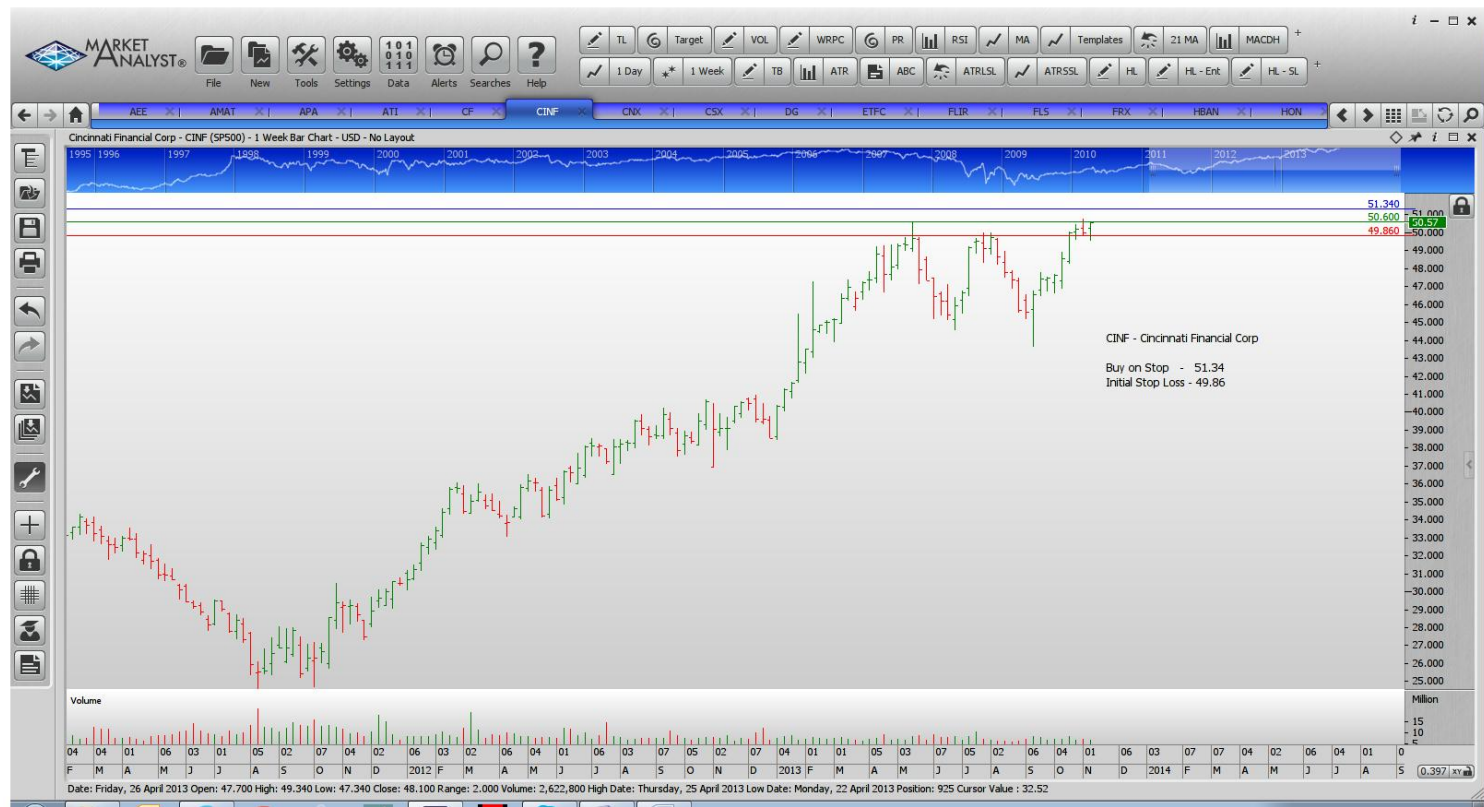 i
MARKET
ANALYST®
File New Tools Settings Data Alerts Searches Help
TL Target VOL WRPC PR RSI MA Templates 21 MA MACDH +
1 Day 1 Week TB ATR ABC ATRLSL ATRSSL HL HL - Ent HL - SL +
AEE AMAT APA ATI CF CINF CNX CSX DG ETFC FLIR FLS FRX HBAN HON
Cincinnati Financial Corp - CINF (SP500) - 1 Week Bar Chart - USD - No Layout
1995 1996 1997 1998 1999 2000 2001 2002 2003 2004 2005 2006 2007 2008 2009 2010 2011 2012 2013
51.340
51.000
50.600
50.57
49.860
50.000
49.000
48.000
47.000
46.000
45.000
44.000
43.000
42.000
41.000
40.000
39.000
38.000
37.000
36.000
35.000
34.000
33.000
32.000
31.000
30.000
29.000
28.000
27.000
26.000
25.000
CINF - Cincinnati Financial Corp
Buy on Stop - 51.34
Initial Stop Loss - 49.86
Volume
Million
15
10
5
04 04 01 06 03 01 05 02 07 04 02 06 03 02 06 04 01 06 03 07 05 02 07 04 01 01 05 03 07 05 02 06 04 01 06 03 07 07 04 02 06 04 01 0
F M A M J J A S O N D 2012 F M A M J J A S O N D 2013 F M A M J J A S O N D 2014 F M A M J J A S
0.397 XY
Date: Friday, 26 April 2013 Open: 47.700 High: 49.340 Low: 47.340 Close: 48.100 Range: 2.000 Volume: 2,622,800 High Date: Thursday, 25 April 2013 Low Date: Monday, 22 April 2013 Position: 925 Cursor Value : 32.52